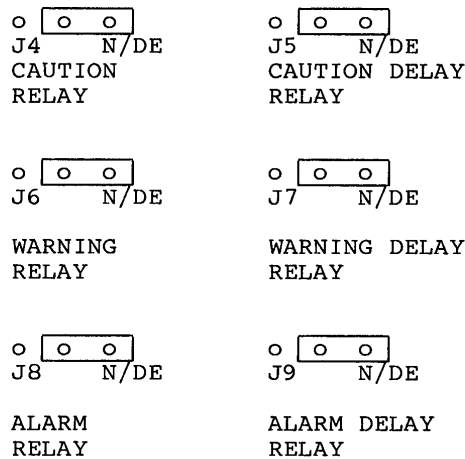 J4 N/DE
CAUTION
RELAY
J5 N/DE
CAUTION DELAY
RELAY
J6 N/DE
WARNING
RELAY
J7 N/DE
WARNING DELAY
RELAY
J8 N/DE
ALARM
RELAY
J9 N/DE
ALARM DELAY
RELAY